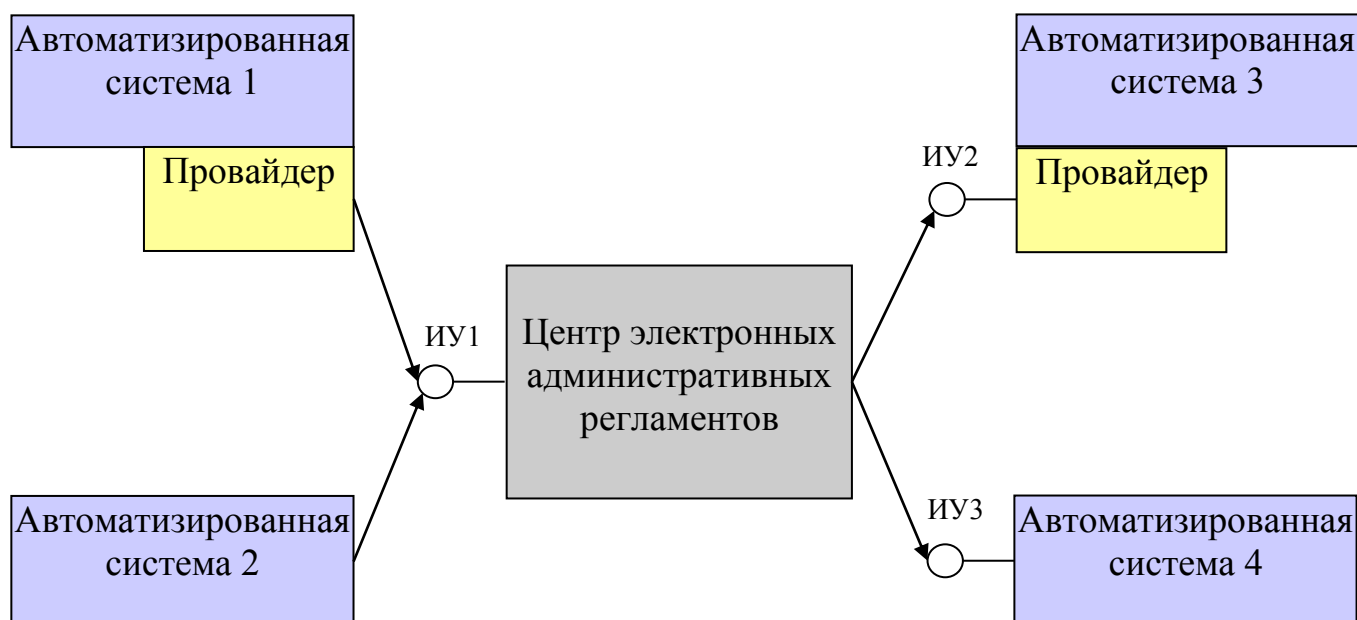 Автоматизированная
система 1
Провайдер
Автоматизированная
система 3
ИУ2
Провайдер
ИУ1
Центр электронных
административных
регламентов
Автоматизированная
система 2
ИУ3
Автоматизированная
система 4